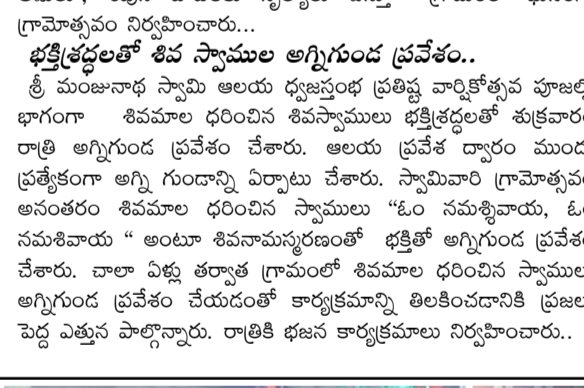 గ్రామోత్సవం నిర్వహించారు...
భక్తిశ్రద్ధలతో శివ స్వాముల అగ్నిగుండ ప్రవేశం..
శ్రీ మంజునాథ స్వామి ఆలయ ధ్వజస్తంభ ప్రతిష్ట వార్షికోత్సవ పూజల్లో
భాగంగా శివమాల ధరించిన శివస్వాములు భక్తిశ్రద్ధలతో శుక్రవారం
రాత్రి అగ్నిగుండ ప్రవేశం చేశారు. ఆలయ ప్రవేశ ద్వారం ముందు
ప్రత్యేకంగా అగ్ని గుండాన్ని ఏర్పాటు చేశారు. స్వామివారి గ్రామోత్సవం
అనంతరం శివమాల ధరించిన స్వాములు “ఓం నమశ్శివాయ, ఓం
నమశివాయ “ అంటూ శివనామస్మరణంతో భక్తితో అగ్నిగుండ ప్రవేశం
చేశారు. చాలా ఏళ్లు తర్వాత గ్రామంలో శివమాల ధరించిన స్వాములు
అగ్నిగుండ ప్రవేశం చేయడంతో కార్యక్రమాన్ని తిలకించడానికి ప్రజలు
పెద్ద ఎత్తున పాల్గొన్నారు. రాత్రికి భజన కార్యక్రమాలు నిర్వహించారు..